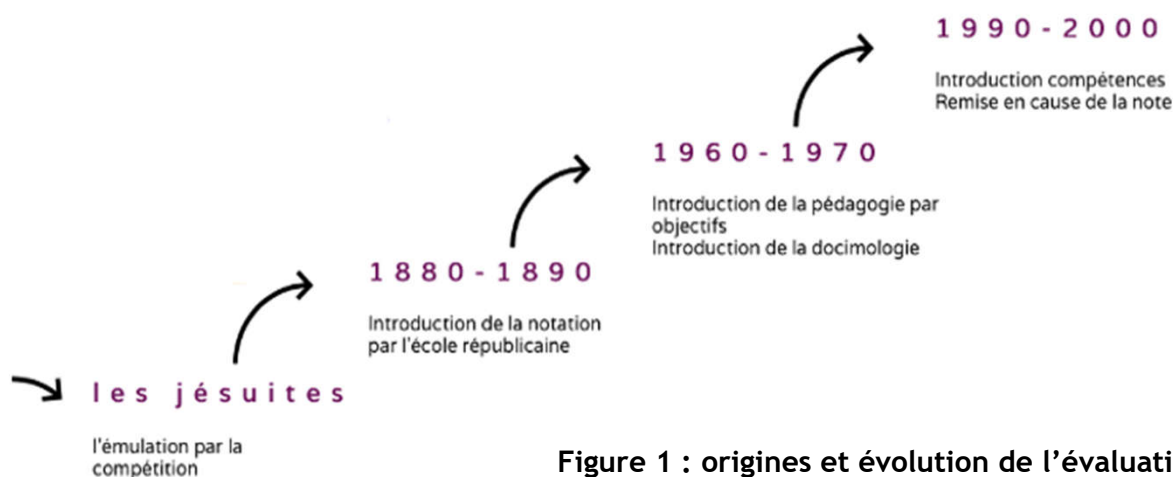 1990-2000
Introduction compétences
Remise en cause de la note
1960-1970
Introduction de la pédagogie par
objectifs
Introduction de la docimologie
1880-1890
Introduction de la notation
par l'école républicaine
les jésuites
l'émulation par la
compétition
Figure 1 : origines et évolution de l'évaluati